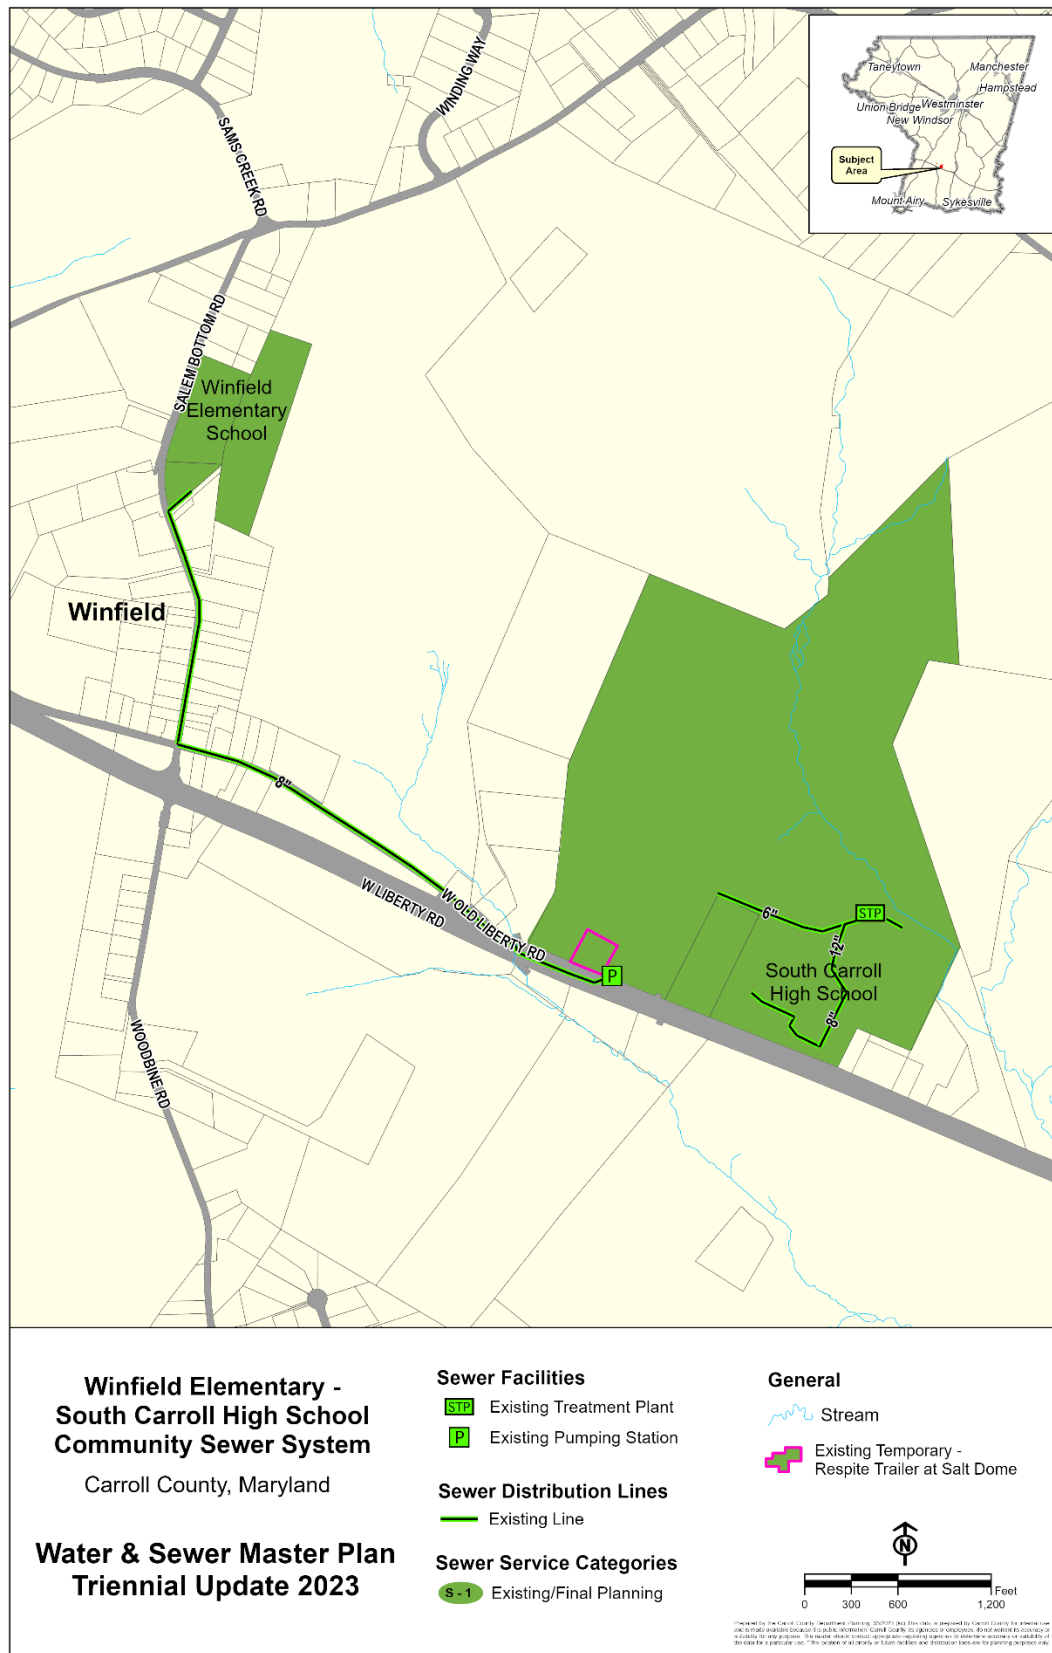 WINDING WAY
SAMS CREEK RD
SALEM BOTTOM RD
Taneytown
Manchester
Hampstead
Union Bridge
Westminster
New Windsor
Subject
Area
Mount Airy
Sykesville
Winfield
Elementary
School
Winfield
8"
W LIBERTY RD
W OLD LIBERTY RD
P
6"
STP
12"
South Carroll
High School
8"
WOODBINE RD
Winfield Elementary -
South Carroll High School
Community Sewer System
Carroll County, Maryland
Water & Sewer Master Plan
Triennial Update 2023
Sewer Facilities
STP Existing Treatment Plant
P Existing Pumping Station
Sewer Distribution Lines
Existing Line
Sewer Service Categories
S - 1 Existing/Final Planning
General
Stream
Existing Temporary -
Respite Trailer at Salt Dome
N
Feet
0 300 600 1,200